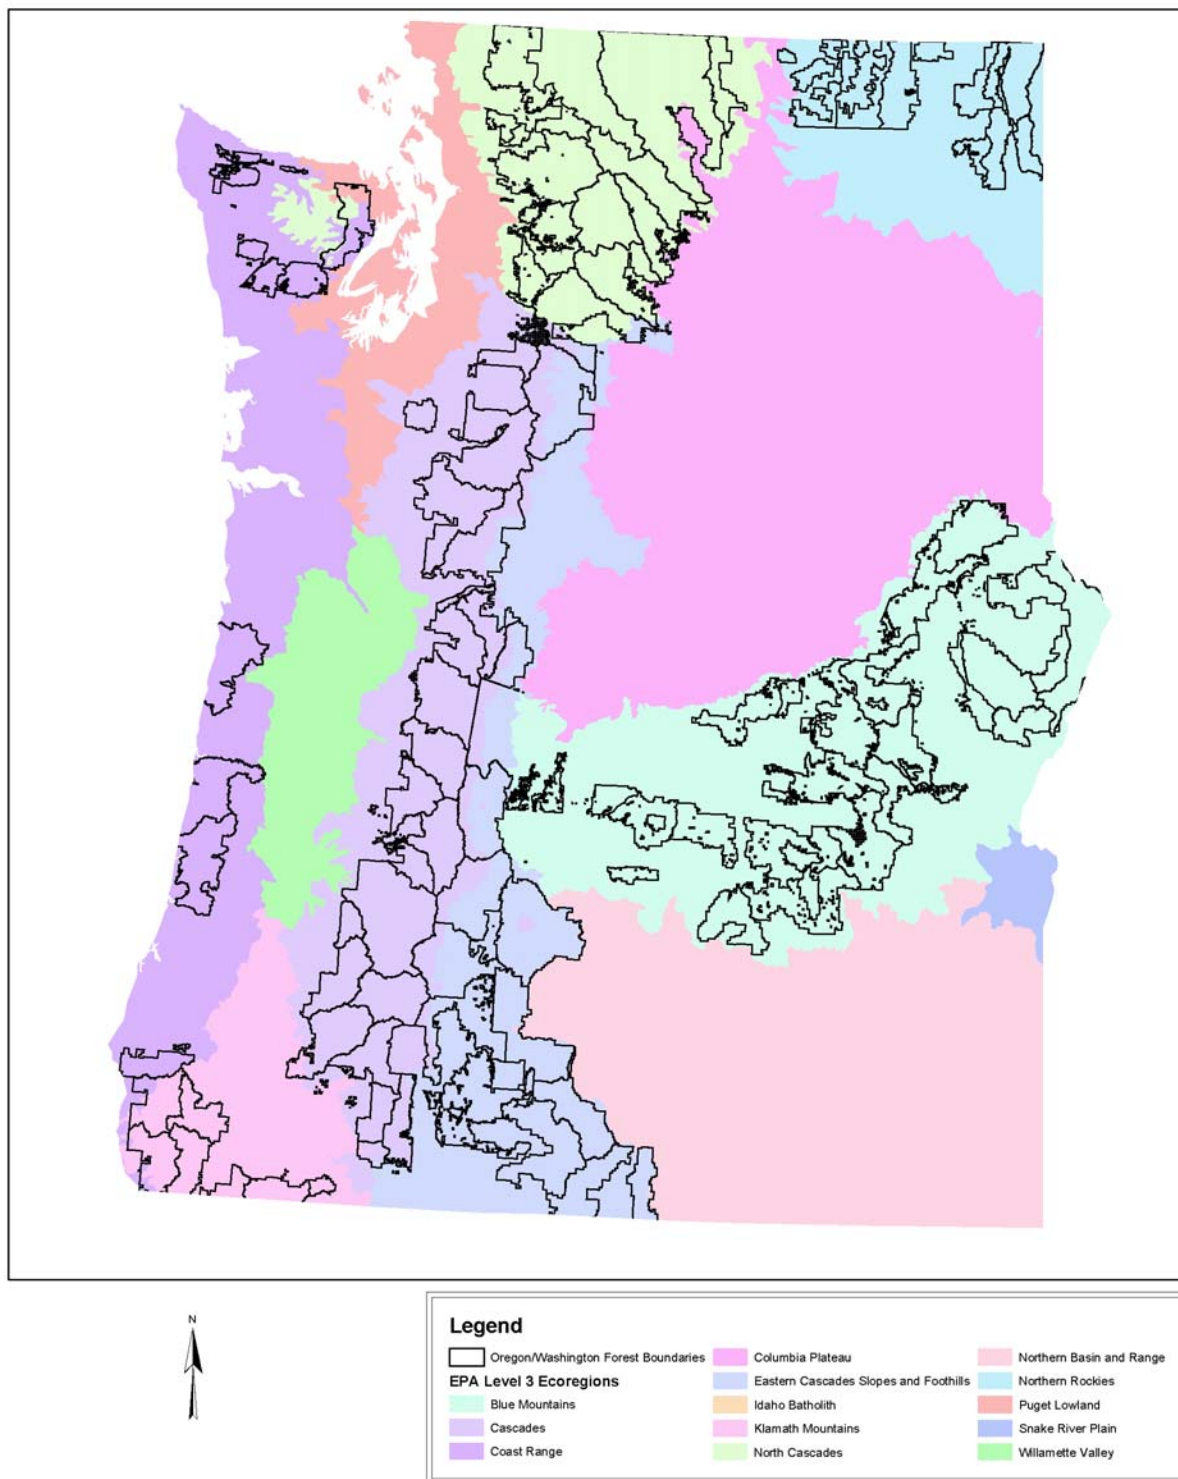 N
Legend
Oregon/Washington Forest Boundaries
EPA Level 3 Ecoregions
Blue Mountains
Cascades
Coast Range
Columbia Plateau
Eastern Cascades Slopes and Foothills
Idaho Batholith
Klamath Mountains
North Cascades
Northern Basin and Range
Northern Rockies
Puget Lowland
Snake River Plain
Willamette Valley